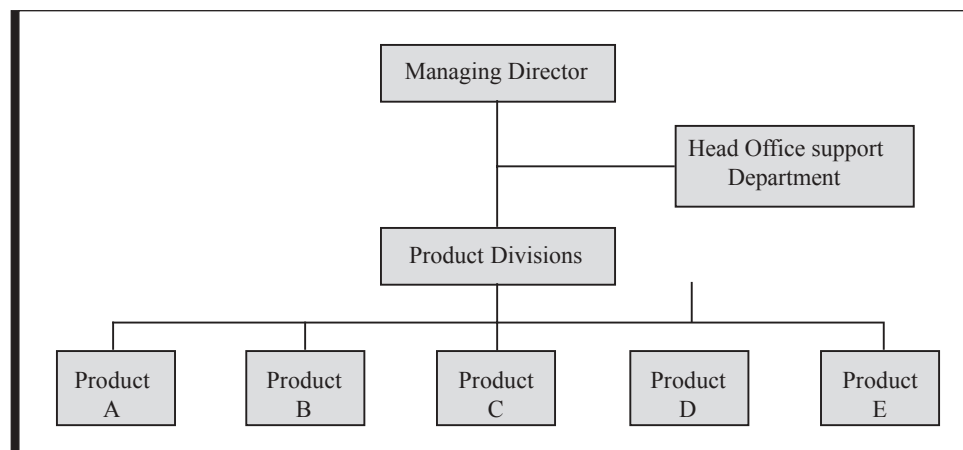 Managing Director
Head Office support
Department
Product Divisions
Product
A
Product
B
Product
C
Product
D
Product
E